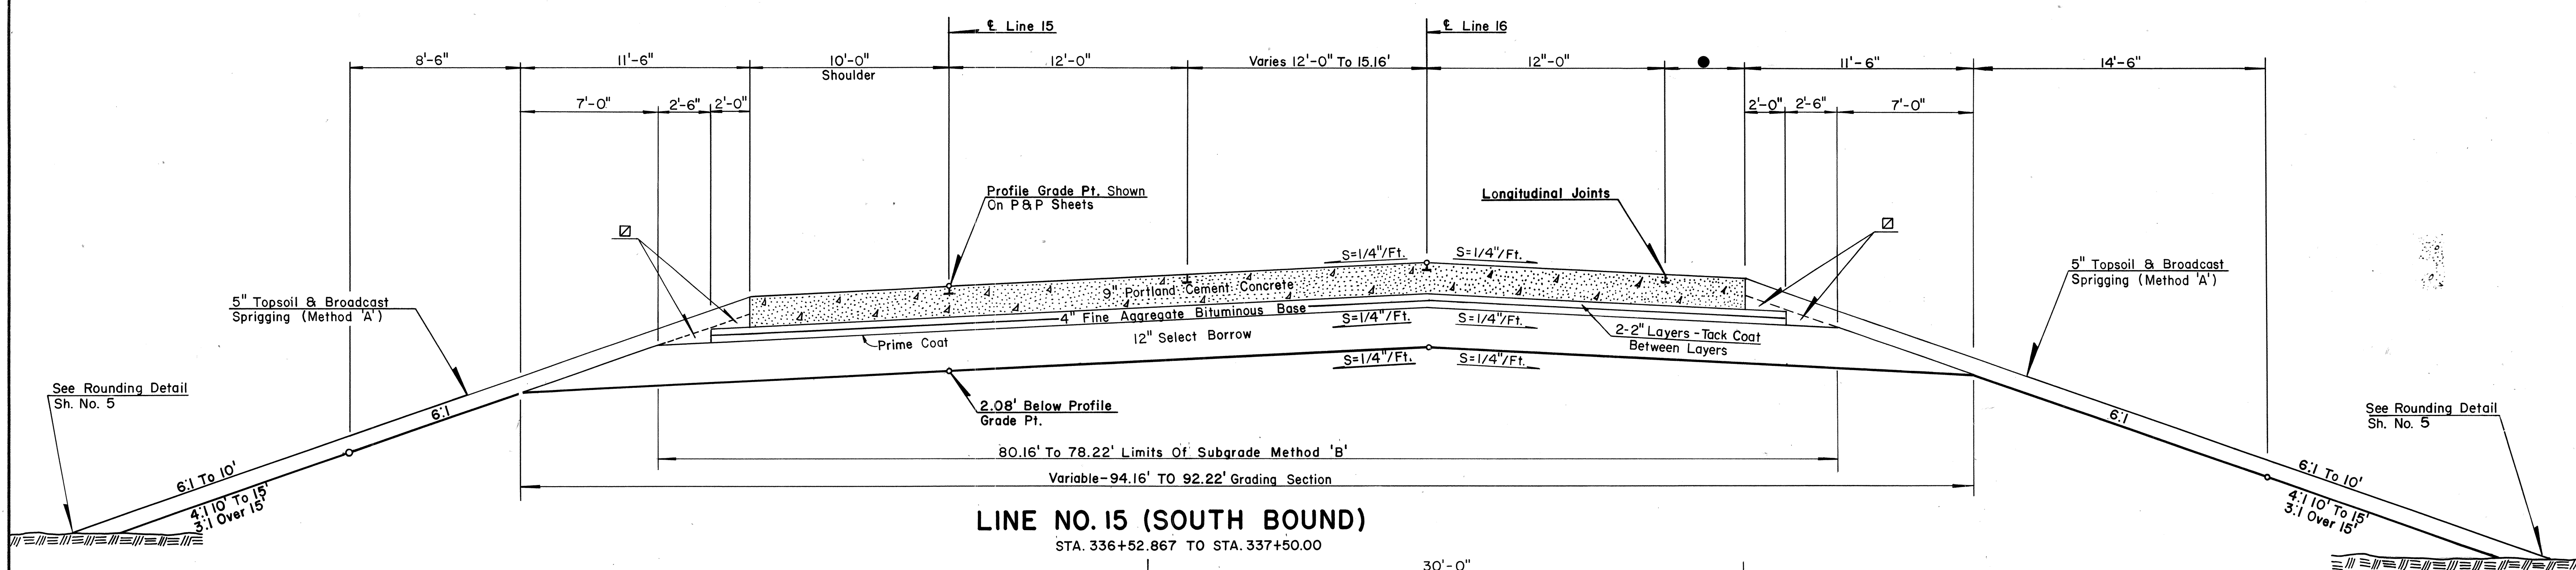 ℄ Line 15
℄ Line 16
8'-6"
11'-6"
10'-0"
Shoulder
12'-0"
Varies 12'-0" To 15.16'
12"-0"
11'-6"
14'-6"
7'-0"
2'-6"
2'-0"
2'-0"
2'-6"
7'-0"
Profile Grade Pt. Shown
On P&P Sheets
Longitudinal Joints
S=1/4"/Ft.
S=1/4"/Ft.
5" Topsoil & Broadcast
Sprigging (Method 'A')
5" Topsoil & Broadcast
Sprigging (Method 'A')
9" Portland Cement Concrete
4" Fine Aggregate Bituminous Base
S=1/4"/Ft.
S=1/4"/Ft.
Prime Coat
12" Select Borrow
2-2" Layers-Tack Coat
Between Layers
S=1/4"/Ft.
S=1/4"/Ft.
See Rounding Detail
Sh. No. 5
6:1
2.08' Below Profile
Grade Pt.
6:1
See Rounding Detail
Sh. No. 5
80.16' To 78.22' Limits Of Subgrade Method 'B'
6:1 To 10'
4:1 10' To 15'
3:1 Over 15'
6:1 To 10'
4:1 10' To 15'
3:1 Over 15'
Variable-94.16' TO 92.22' Grading Section
LINE NO. 15 (SOUTH BOUND)
STA. 336+52.867 TO STA. 337+50.00
30'-0"